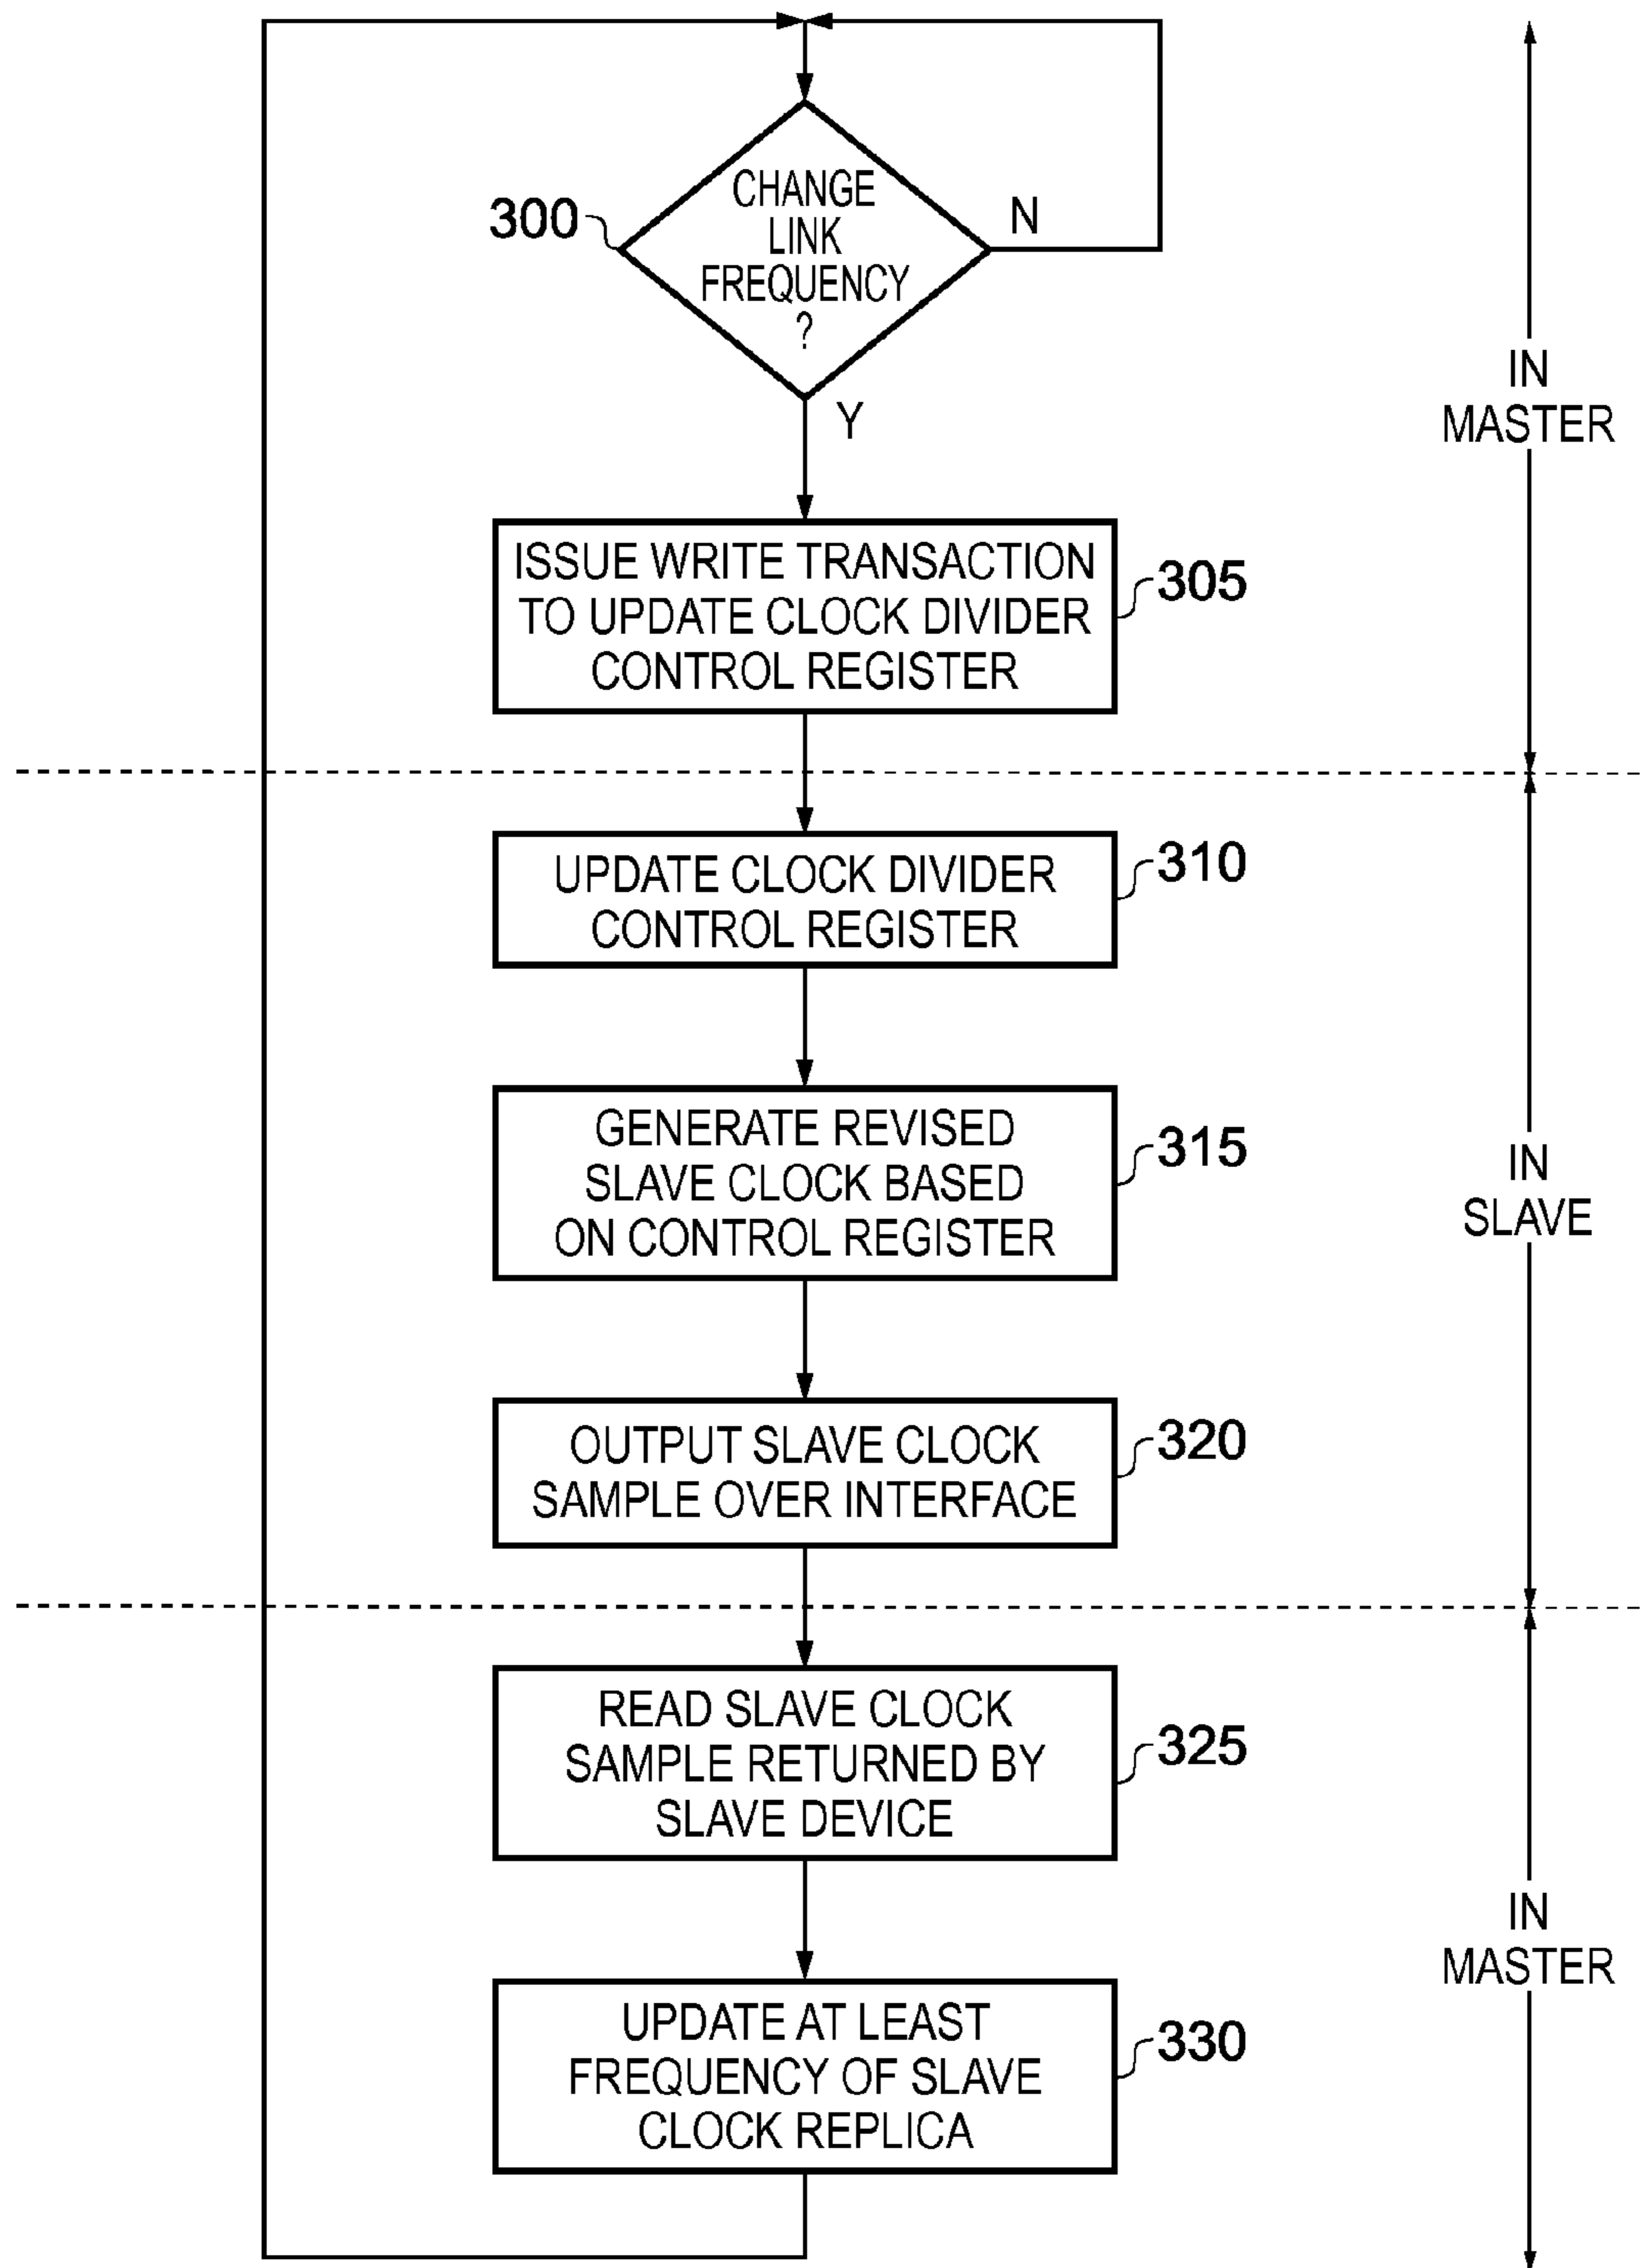 CHANGE
LINK
FREQUENCY
?
300
N
Y
IN
MASTER
ISSUE WRITE TRANSACTION
TO UPDATE CLOCK DIVIDER
CONTROL REGISTER
305
UPDATE CLOCK DIVIDER
CONTROL REGISTER
310
GENERATE REVISED
SLAVE CLOCK BASED
ON CONTROL REGISTER
315
IN
SLAVE
OUTPUT SLAVE CLOCK
SAMPLE OVER INTERFACE
320
READ SLAVE CLOCK
SAMPLE RETURNED BY
SLAVE DEVICE
325
IN
MASTER
UPDATE AT LEAST
FREQUENCY OF SLAVE
CLOCK REPLICA
330